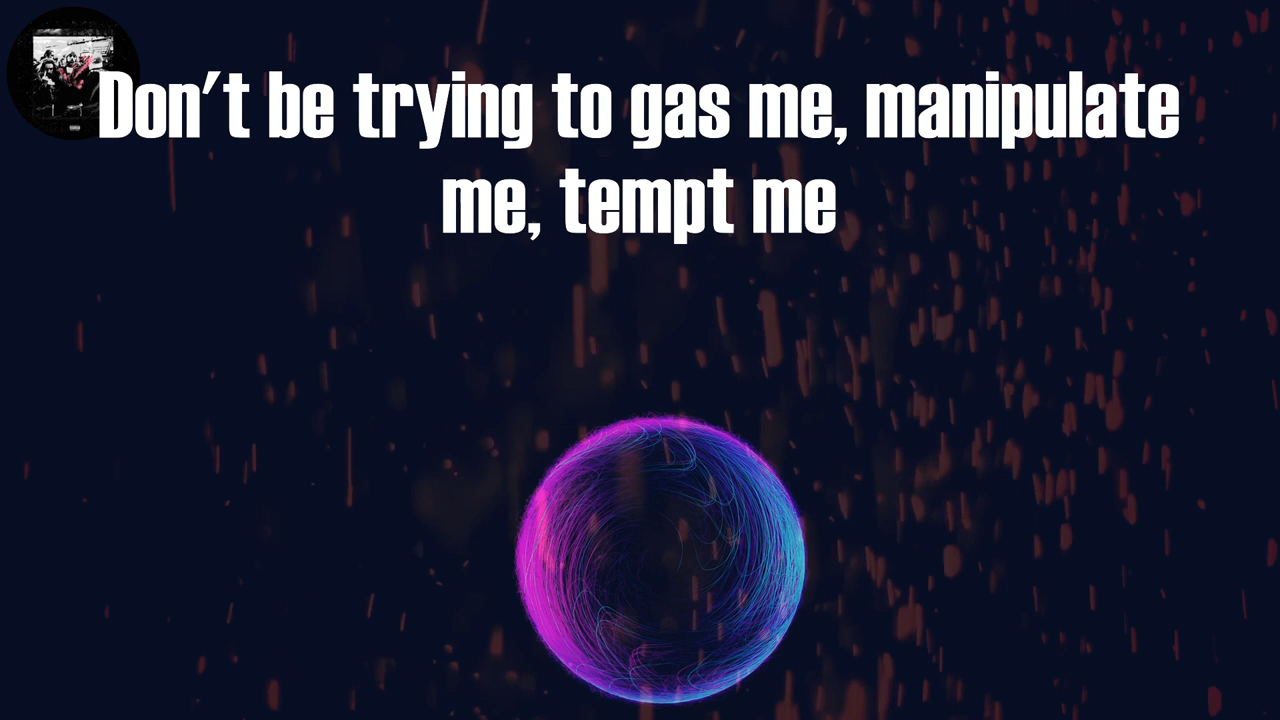 Don't be trying to gas me, manipulate
me, tempt me